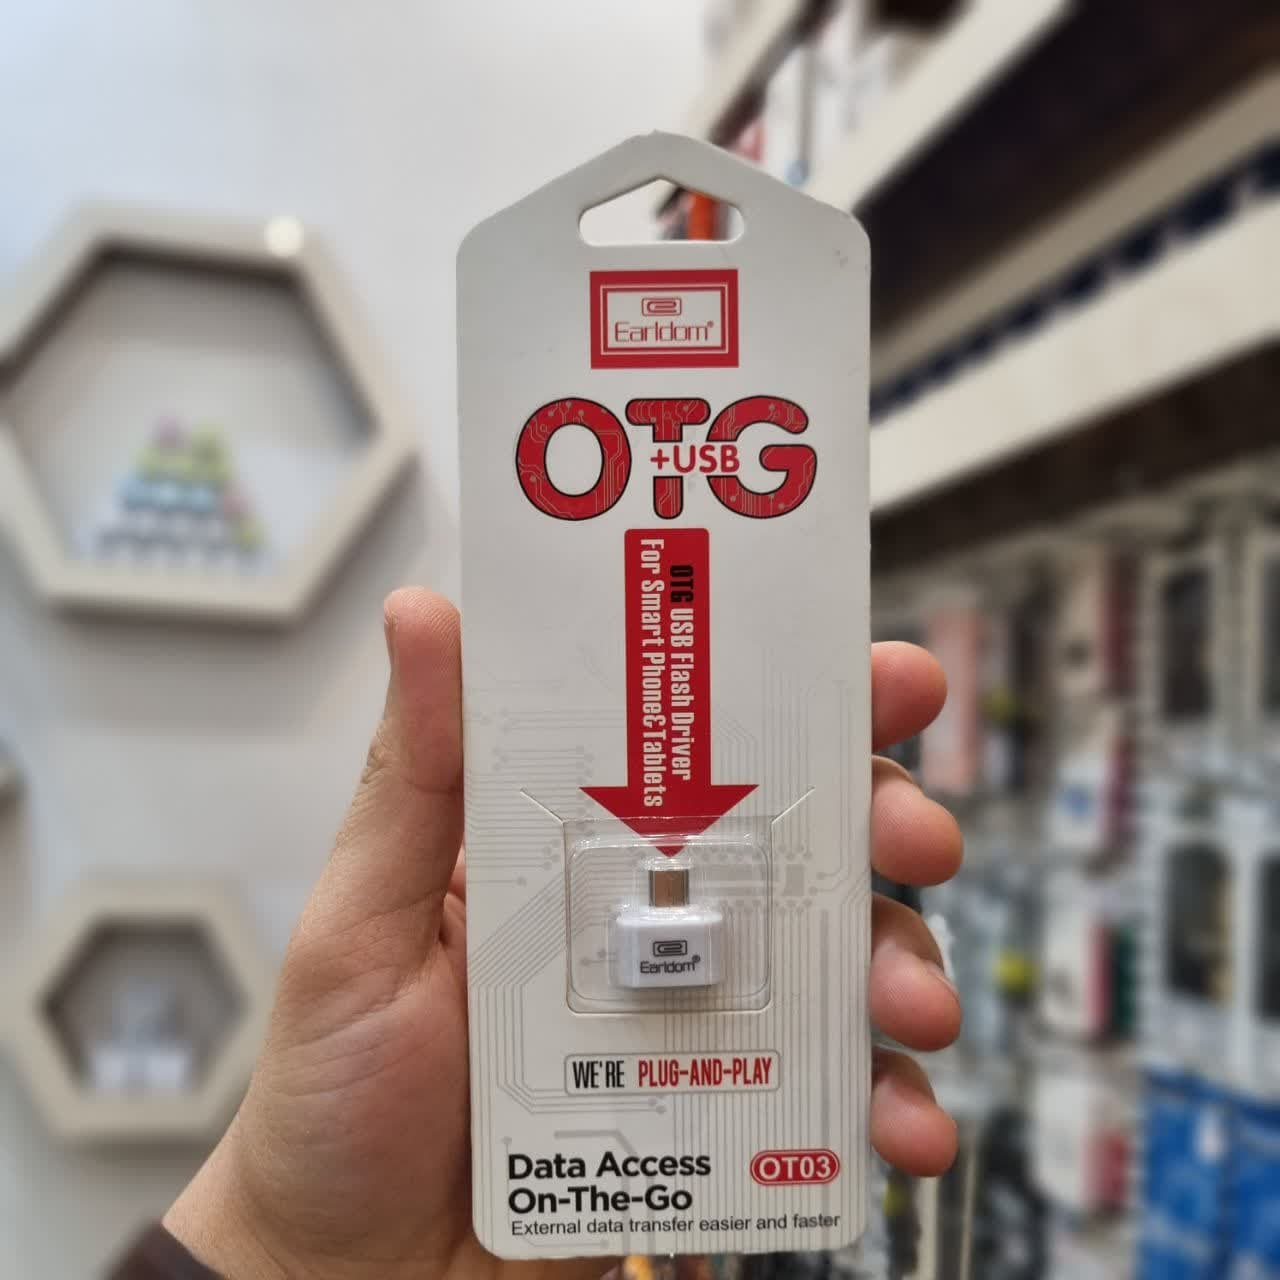 Earldom®
OTG
+USB
OTG USB Flash Driver
For Smart Phone&Tablets
Earldom®
WE'RE PLUG-AND-PLAY
Data Access
On-The-Go
OT03
External data transfer easier and faster